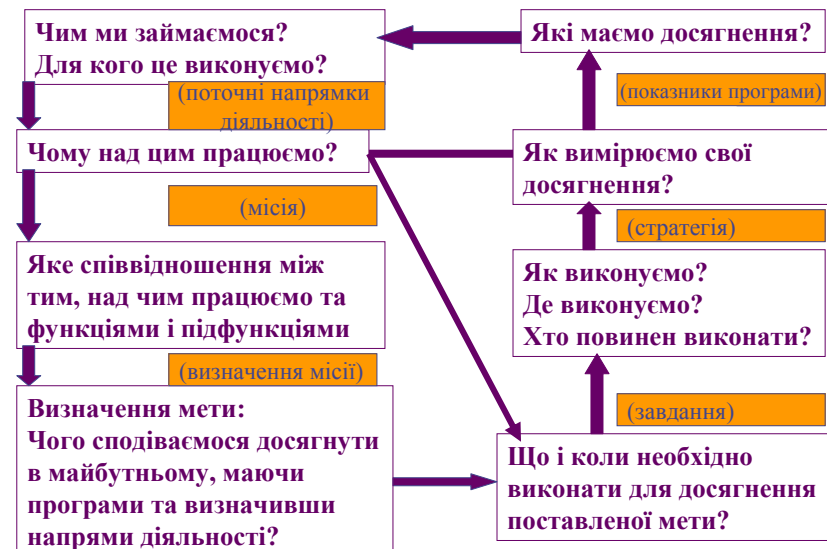 Чим ми займаємося?
Для кого це виконуємо?
(поточні напрямки
діяльності)
Чому над цим працюємо?
(місія)
Яке співвідношення між
тим, над чим працюємо та
функціями і підфункціями
(визначення місії)
Визначення мети:
Чого сподіваємося досягнути
в майбутньому, маючи
програми та визначивши
напрями діяльності?
Які маємо досягнення?
(показники програми)
Як вимірюємо свої
досягнення?
(стратегія)
Як виконуємо?
Де виконуємо?
Хто повинен виконати?
(завдання)
Що і коли необхідно
виконати для досягнення
поставленої мети?